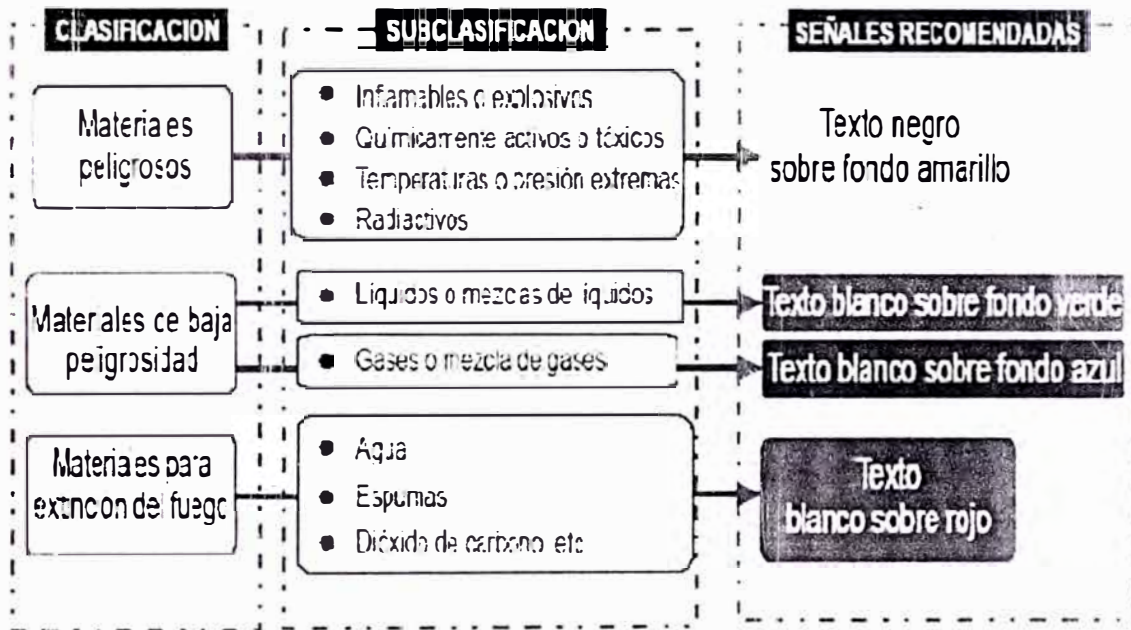 CLASIFICACION
SUBCLASIFICACION
SEÑALES RECOMENDADAS
Materiales
peligrosos
• Inflamables o explosivos
• Químicamente activos o tóxicos
• Temperaturas o presión extremas
• Radiactivos
Texto negro
sobre fondo amarillo
Materiales de baja
peligrosidad
• Líquidos o mezclas de líquidos
Texto blanco sobre fondo verde
• Gases o mezcla de gases
Texto blanco sobre fondo azul
Materiales para
extinción del fuego
• Agua
• Espumas
• Dióxido de carbono etc
Texto
blanco sobre rojo